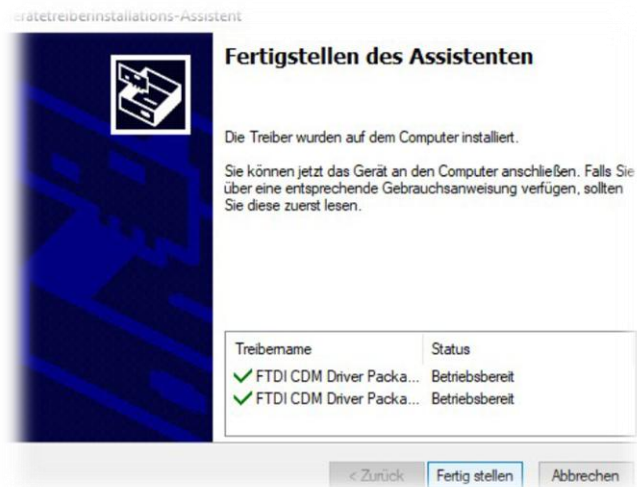 erätetreiberinstallations-Assistent
Fertigstellen des Assistenten
Die Treiber wurden auf dem Computer installiert.
Sie können jetzt das Gerät an den Computer anschließen. Falls Sie
über eine entsprechende Gebrauchsanweisung verfügen, sollten
Sie diese zuerst lesen.
Treibername Status
FTDI CDM Driver Packa... Betriebsbereit
FTDI CDM Driver Packa... Betriebsbereit
< Zurück Fertig stellen Abbrechen